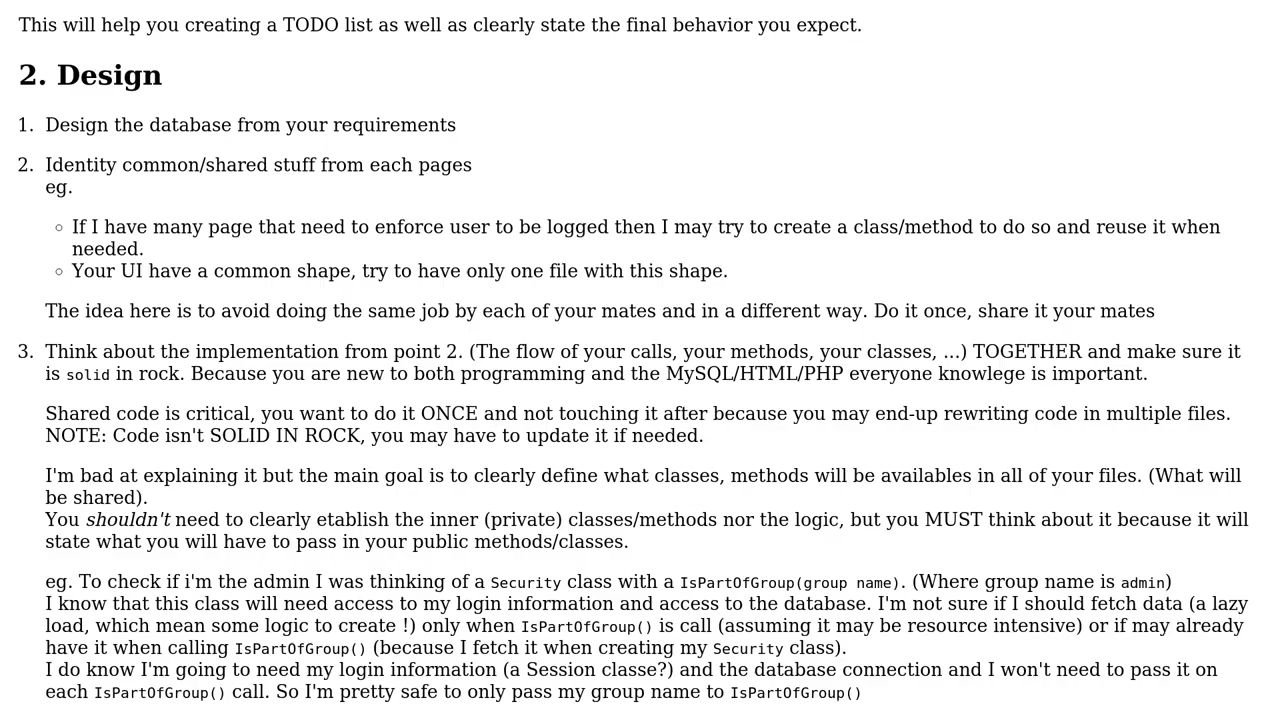 This will help you creating a TODO list as well as clearly state the final behavior you expect.
2. Design
1. Design the database from your requirements
2. Identity common/shared stuff from each pages
eg.
◦ If I have many page that need to enforce user to be logged then I may try to create a class/method to do so and reuse it when
needed.
◦ Your UI have a common shape, try to have only one file with this shape.
The idea here is to avoid doing the same job by each of your mates and in a different way. Do it once, share it your mates
3. Think about the implementation from point 2. (The flow of your calls, your methods, your classes, ...) TOGETHER and make sure it
is solid in rock. Because you are new to both programming and the MySQL/HTML/PHP everyone knowlege is important.
Shared code is critical, you want to do it ONCE and not touching it after because you may end-up rewriting code in multiple files.
NOTE: Code isn't SOLID IN ROCK, you may have to update it if needed.
I'm bad at explaining it but the main goal is to clearly define what classes, methods will be availables in all of your files. (What will
be shared).
You shouldn't need to clearly etablish the inner (private) classes/methods nor the logic, but you MUST think about it because it will
state what you will have to pass in your public methods/classes.
eg. To check if i'm the admin I was thinking of a Security class with a IsPartOfGroup(group name). (Where group name is admin)
I know that this class will need access to my login information and access to the database. I'm not sure if I should fetch data (a lazy
load, which mean some logic to create !) only when IsPartOfGroup() is call (assuming it may be resource intensive) or if may already
have it when calling IsPartOfGroup() (because I fetch it when creating my Security class).
I do know I'm going to need my login information (a Session classe?) and the database connection and I won't need to pass it on
each IsPartOfGroup() call. So I'm pretty safe to only pass my group name to IsPartOfGroup()